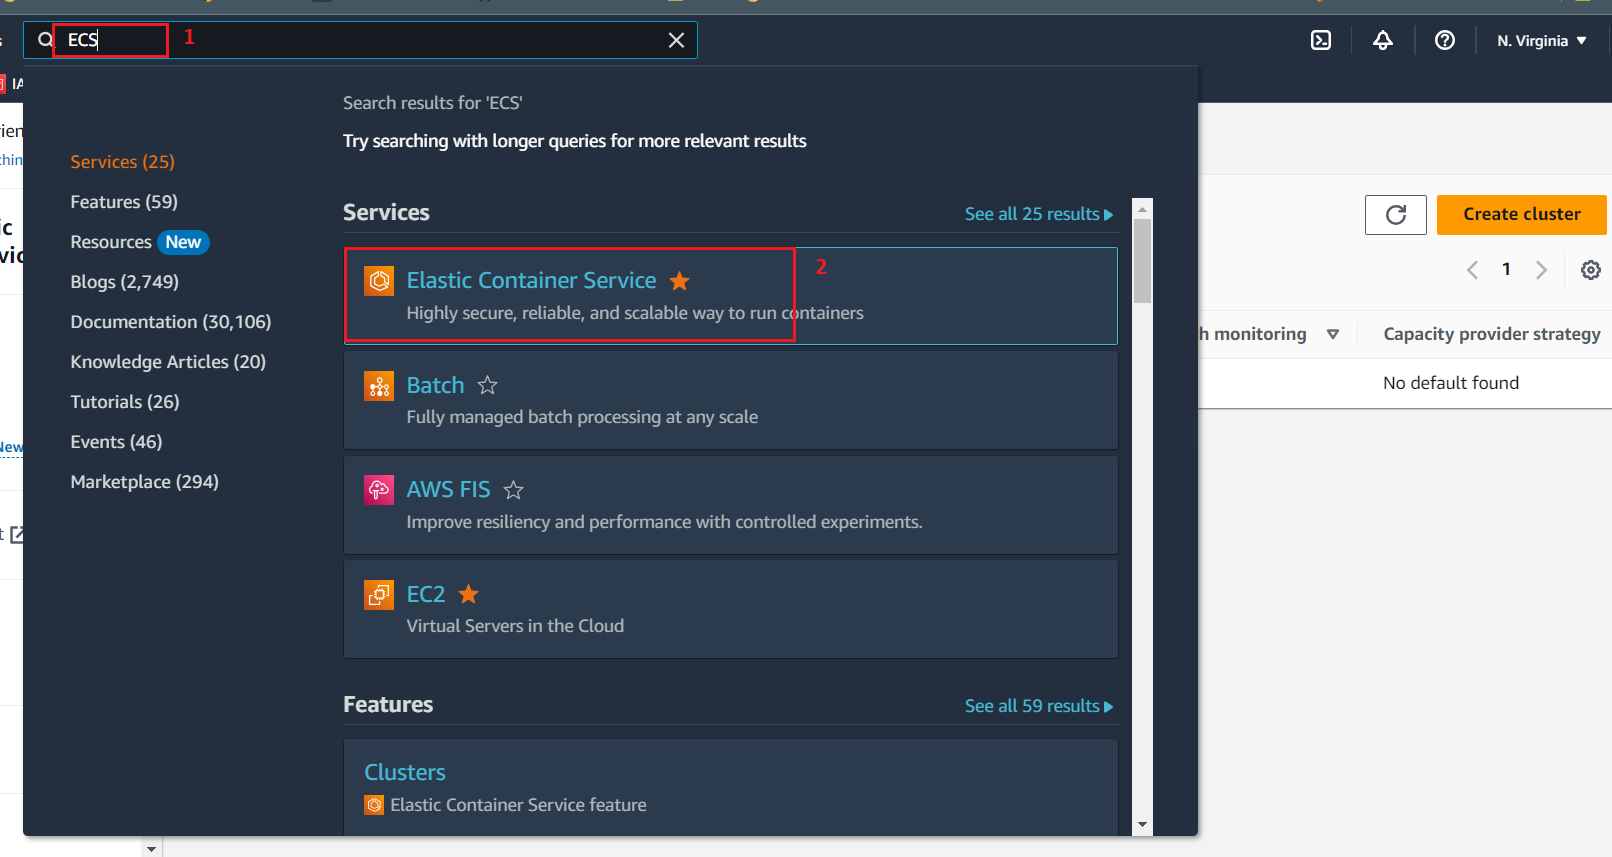 ECS
1
N. Virginia
Search results for 'ECS'
Try searching with longer queries for more relevant results
Services (25)
Features (59)
Resources New
Blogs (2,749)
Documentation (30,106)
Knowledge Articles (20)
Tutorials (26)
Events (46)
Marketplace (294)
Services
See all 25 results
Elastic Container Service
2
Highly secure, reliable, and scalable way to run containers
Batch
Fully managed batch processing at any scale
AWS FIS
Improve resiliency and performance with controlled experiments.
EC2
Virtual Servers in the Cloud
Features
See all 59 results
Clusters
Elastic Container Service feature
Create cluster
1
h monitoring
Capacity provider strategy
No default found
New